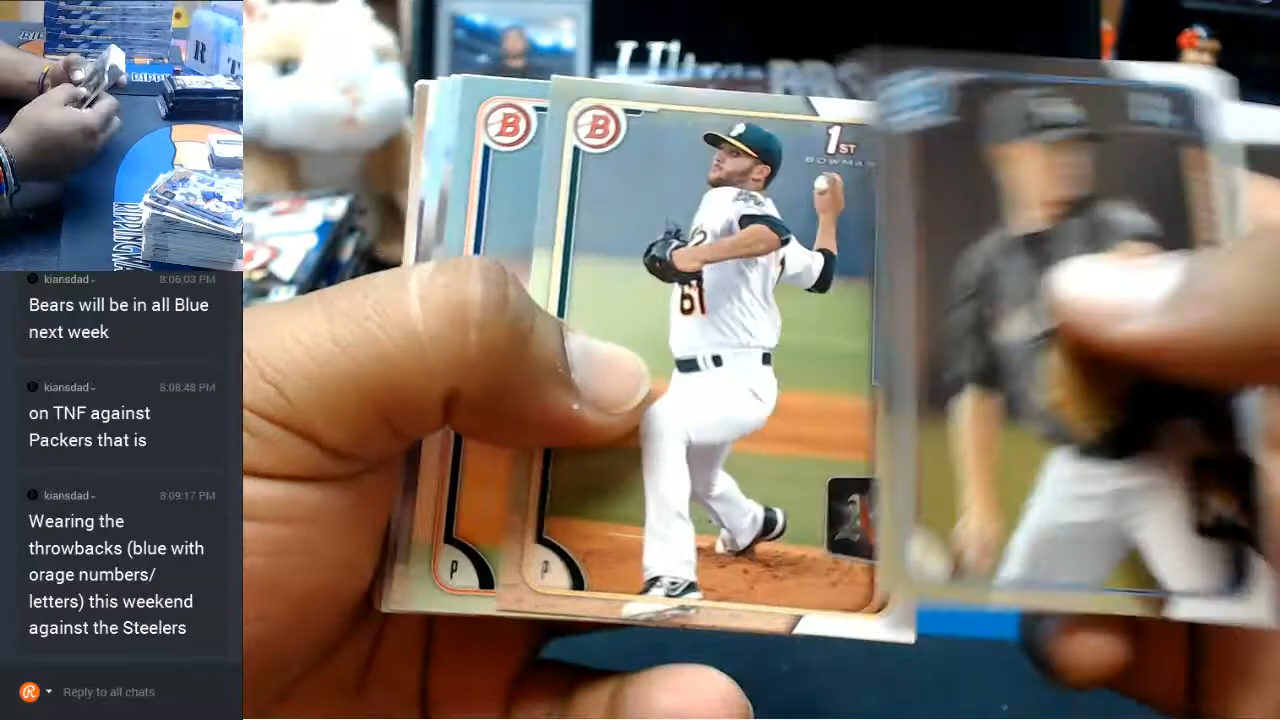 R T
RIPPINGWA
kiansdad - 8:06:03 PM
Bears will be in all Blue
next week
kiansdad - 8:08:48 PM
on TNF against
Packers that is
kiansdad - 8:09:17 PM
Wearing the
throwbacks (blue with
orage numbers/
letters) this weekend
against the Steelers
Reply to all chats
B
B
1ST
BOWMAN
61
P
P